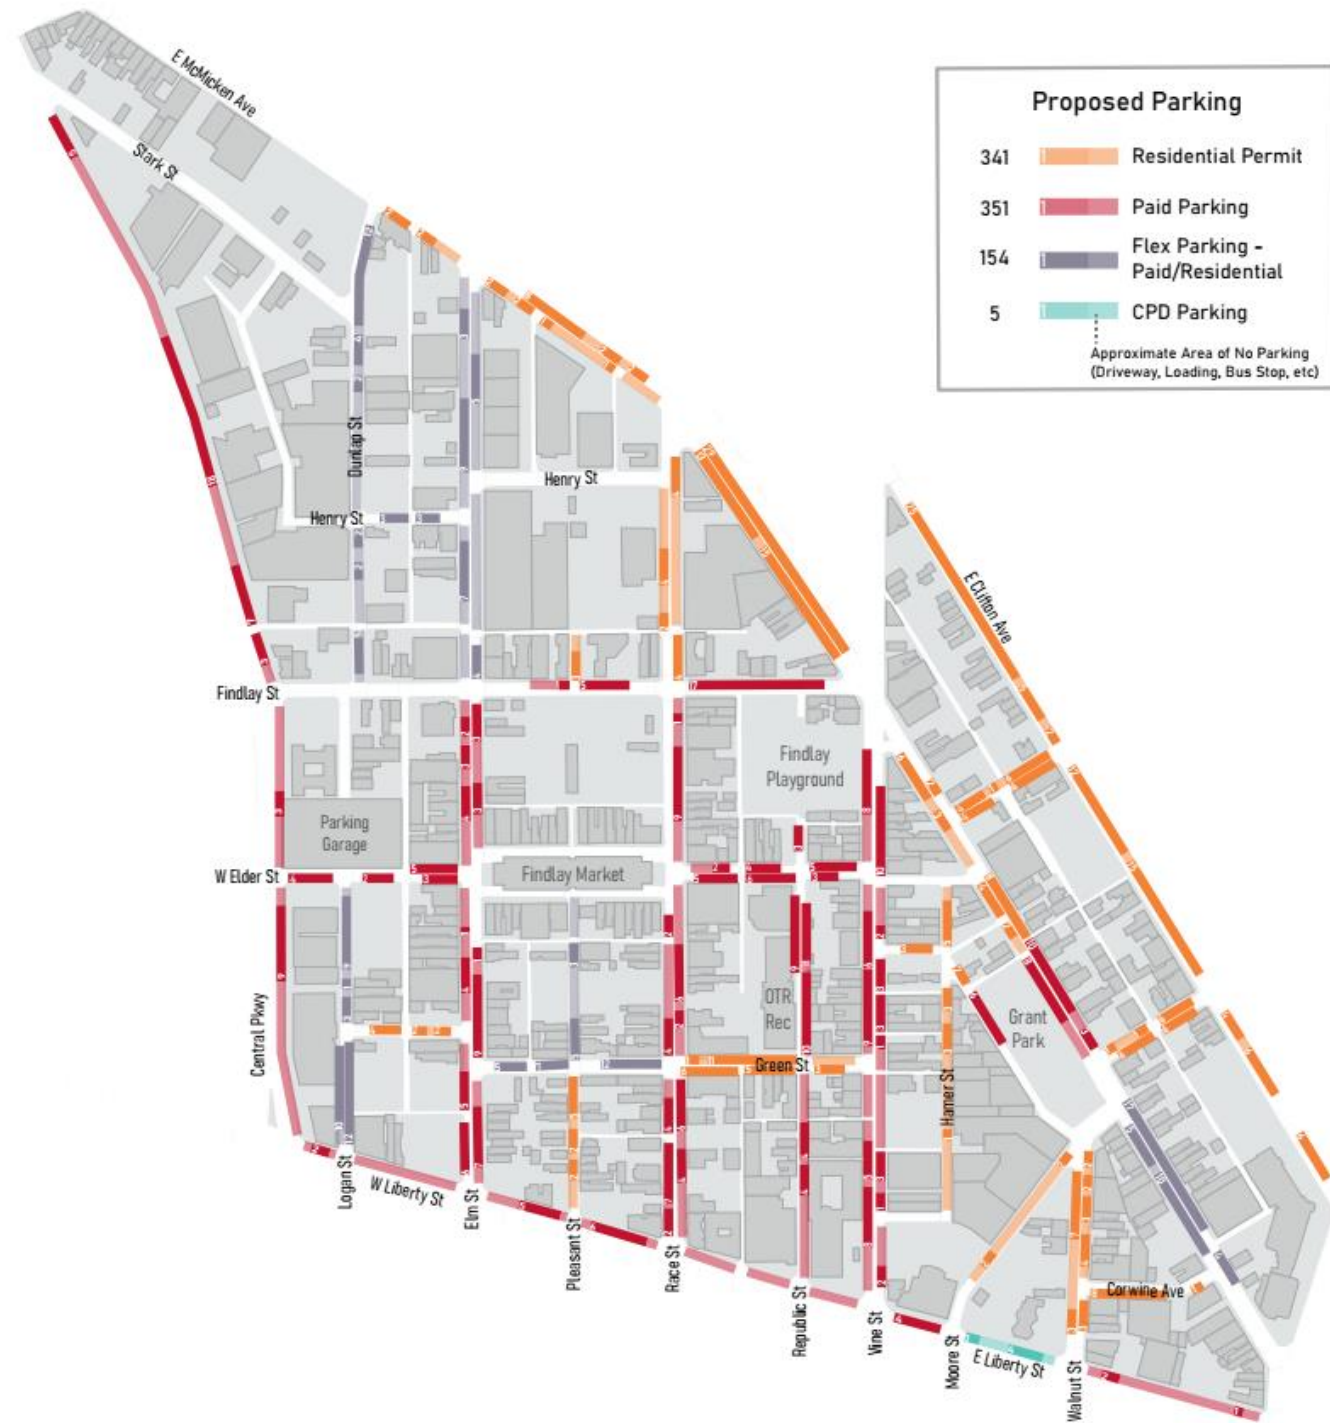 E McMicken Ave
Stark St
Proposed Parking
341 Residential Permit
351 Paid Parking
154 Flex Parking -
Paid/Residential
5 CPD Parking
Approximate Area of No Parking
(Driveway, Loading, Bus Stop, etc)
Dunlap St
Henry St
Henry St
E Clifton Ave
Findlay St
Findlay
Playground
Parking
Garage
W Elder St
Findlay Market
OTR
Rec
Grant
Park
Central Pkwy
Green St
Hamer St
Logan St
W Liberty St
Elm St
Pleasant St
Race St
Republic St
Vine St
Moore St
E Liberty St
Walnut St
Corwine Ave